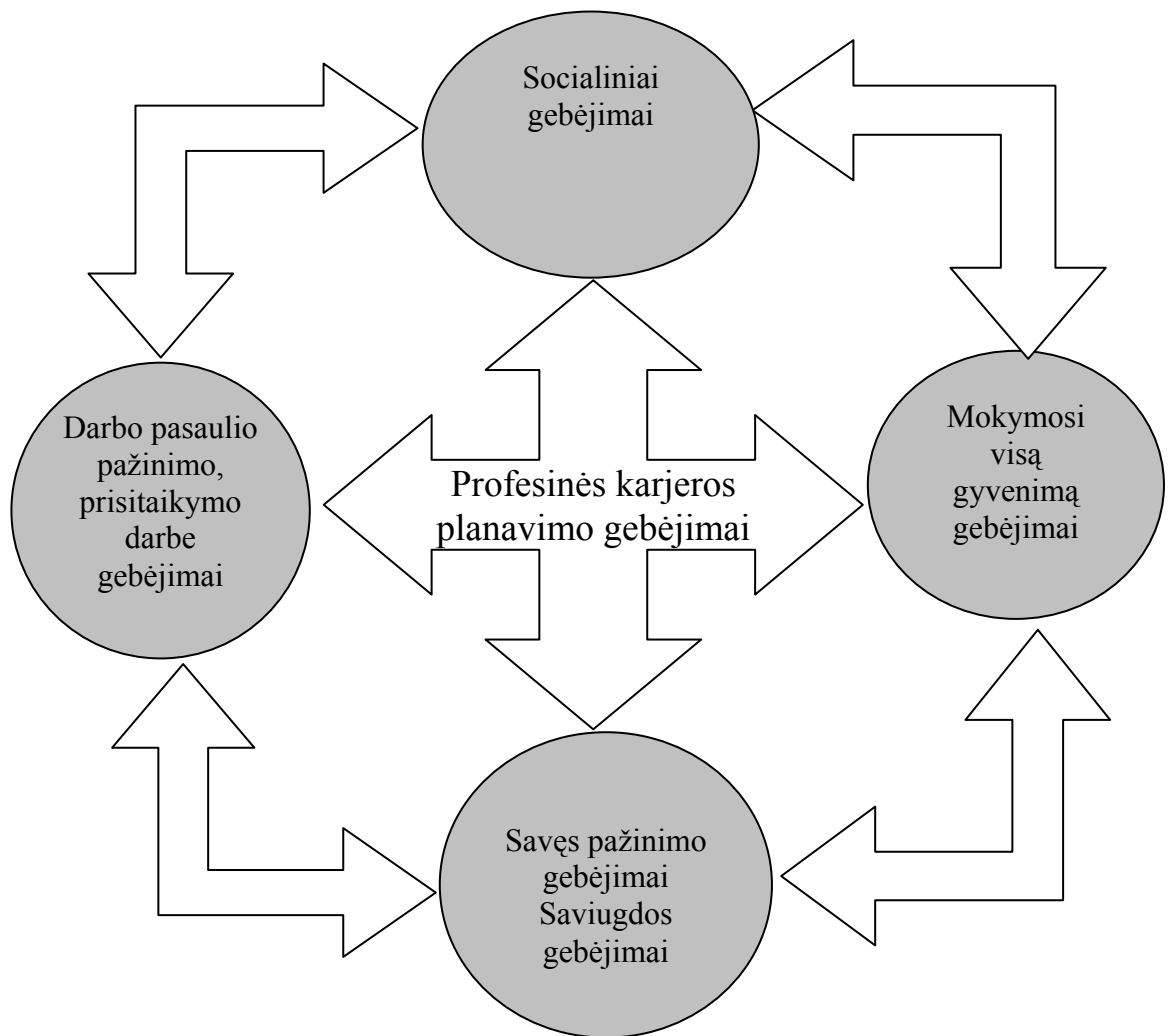 Socialiniai
gebėjimai
Darbo pasaulio
pažinimo,
prisitaikymo
darbe
gebėjimai
Profesinės karjeros
planavimo gebėjimai
Mokymosi
visą
gyvenimą
gebėjimai
Savęs pažinimo
gebėjimai
Saviugdos
gebėjimai